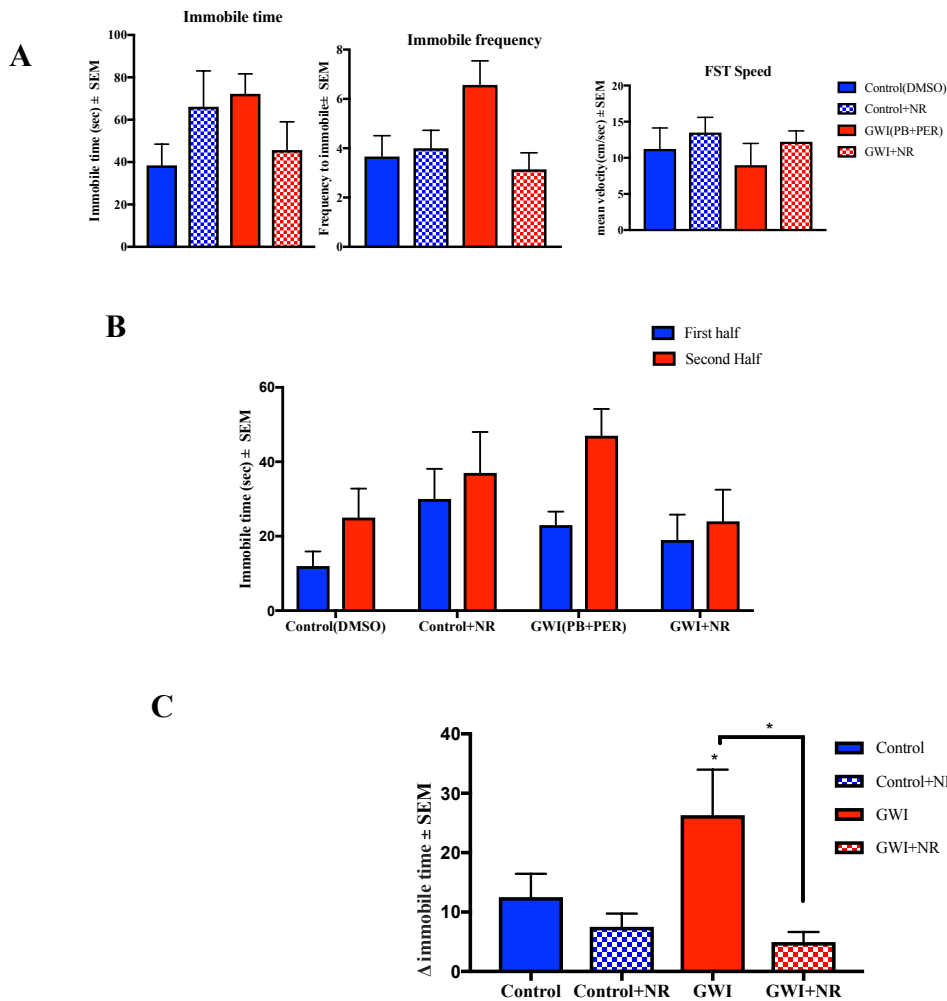 A
Immobile time
Immobile time (sec) ± SEM
100
80
60
40
20
0
Immobile frequency
Frequency to immobile± SEM
8
6
4
2
0
FST Speed
mean velocity (cm/sec) ± SEM
20
15
10
5
0
Control(DMSO)
Control+NR
GWI(PB+PER)
GWI+NR
B
First half
Second Half
Immobile time (sec) ± SEM
60
40
20
0
Control(DMSO) Control+NR GWI(PB+PER) GWI+NR
C
Δ immobile time ± SEM
40
30
20
10
0
*
*
Control
Control+NR
GWI
GWI+NR
Control Control+NR GWI GWI+NR